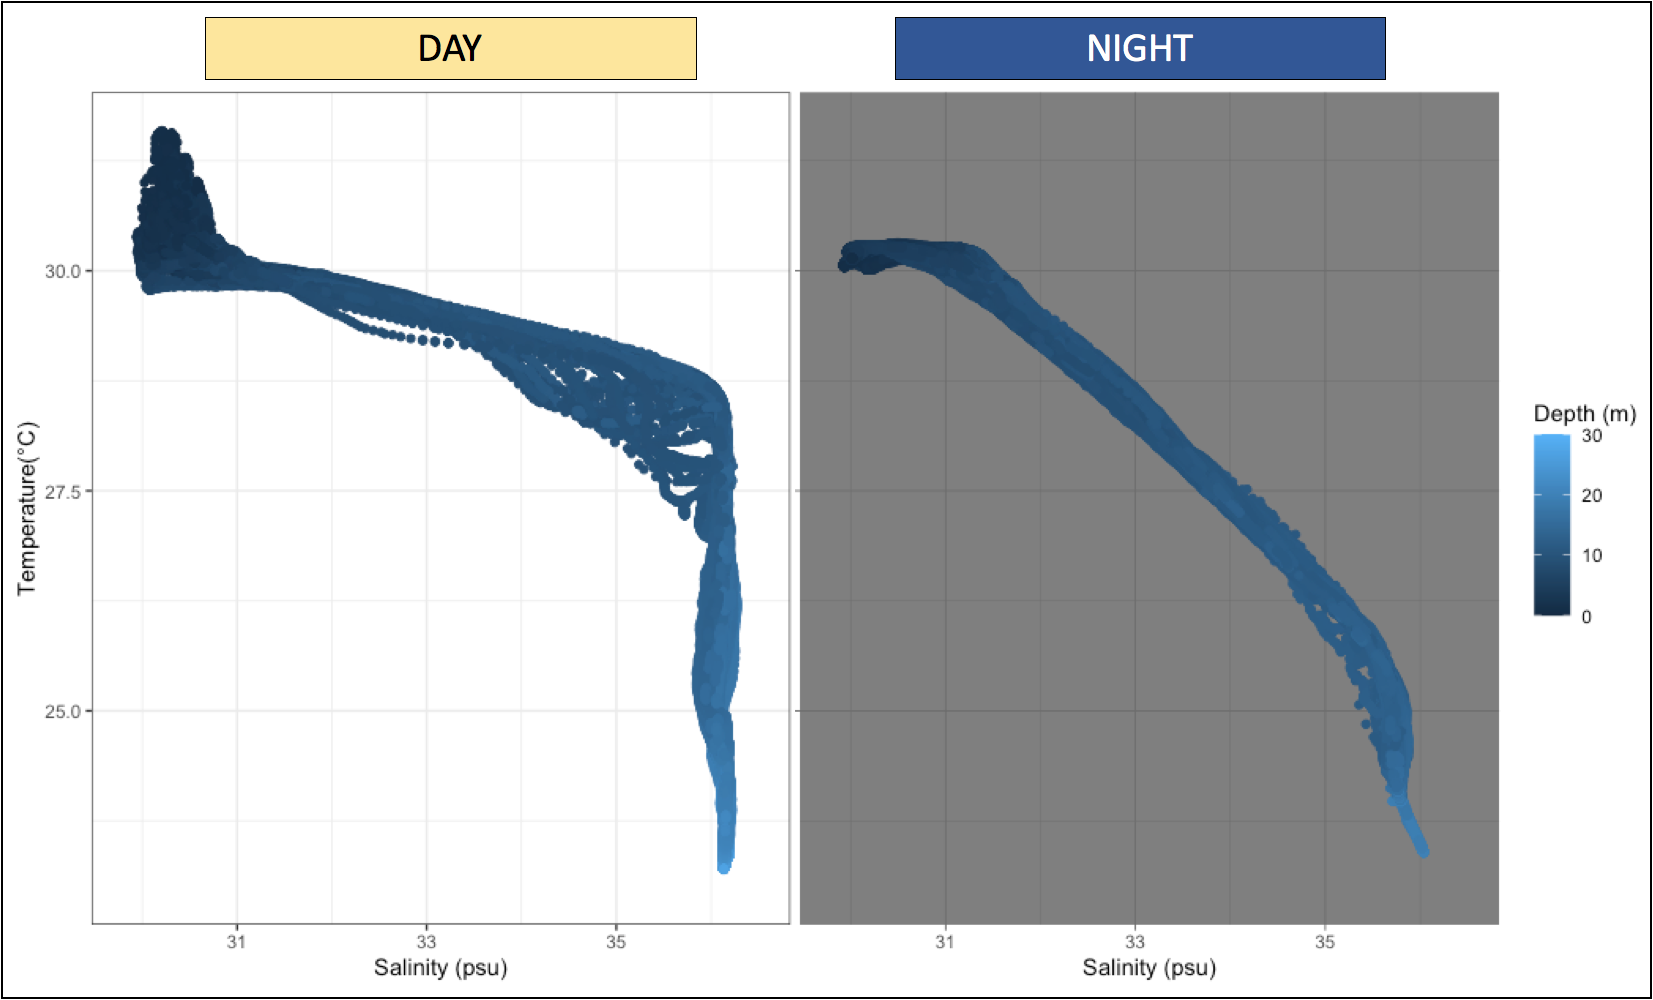 DAY
NIGHT
Temperature(°C)
30.0
27.5
25.0
31
33
35
Salinity (psu)
31
33
35
Salinity (psu)
Depth (m)
30
20
10
0